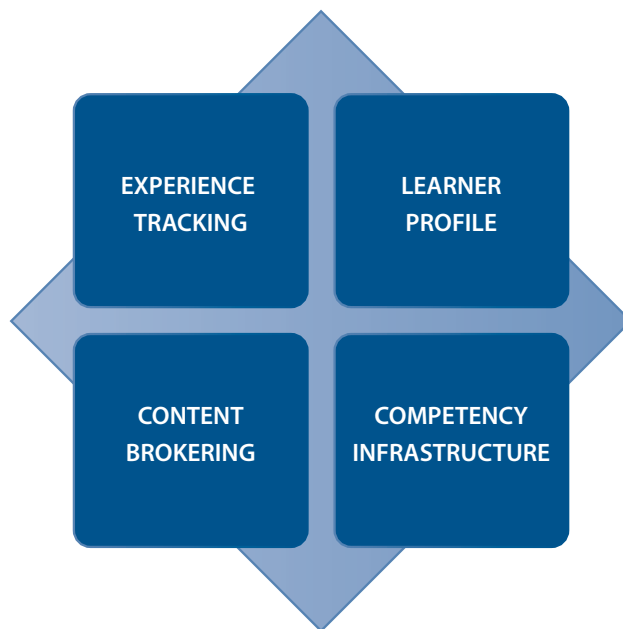 EXPERIENCE
TRACKING
LEARNER
PROFILE
CONTENT
BROKERING
COMPETENCY
INFRASTRUCTURE